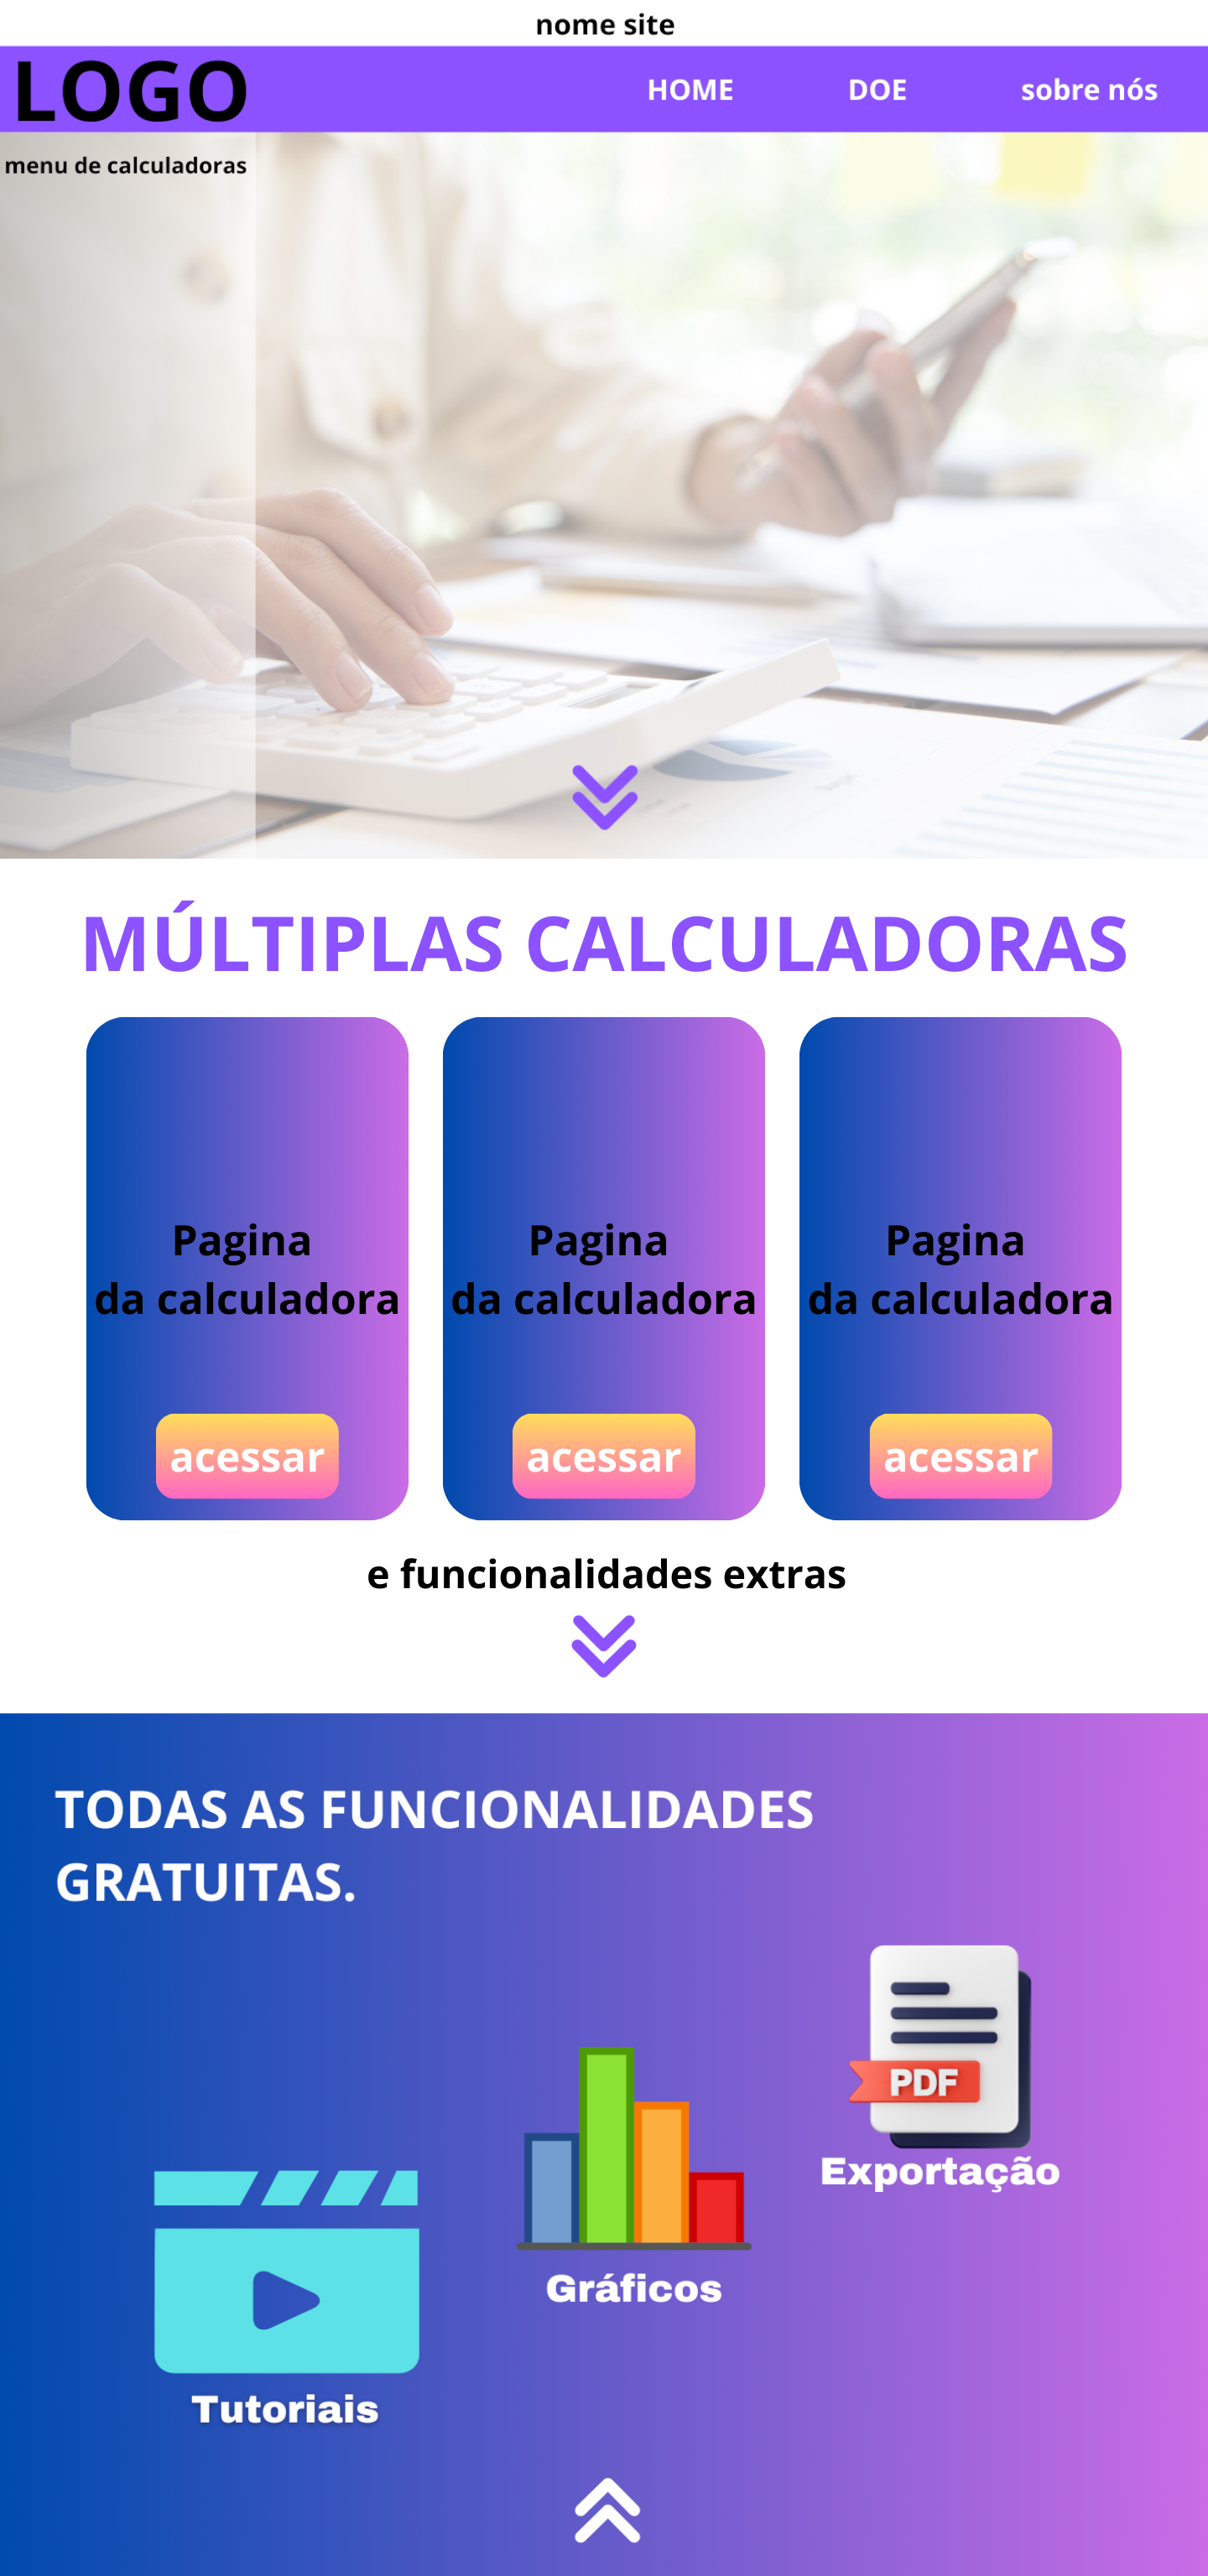 nome site
LOGO
HOME
DOE
sobre nós
menu de calculadoras
MÚLTIPLAS CALCULADORAS
Pagina
da calculadora
acessar
Pagina
da calculadora
acessar
Pagina
da calculadora
acessar
e funcionalidades extras
TODAS AS FUNCIONALIDADES
GRATUITAS.
PDF
Exportação
Gráficos
Tutoriais